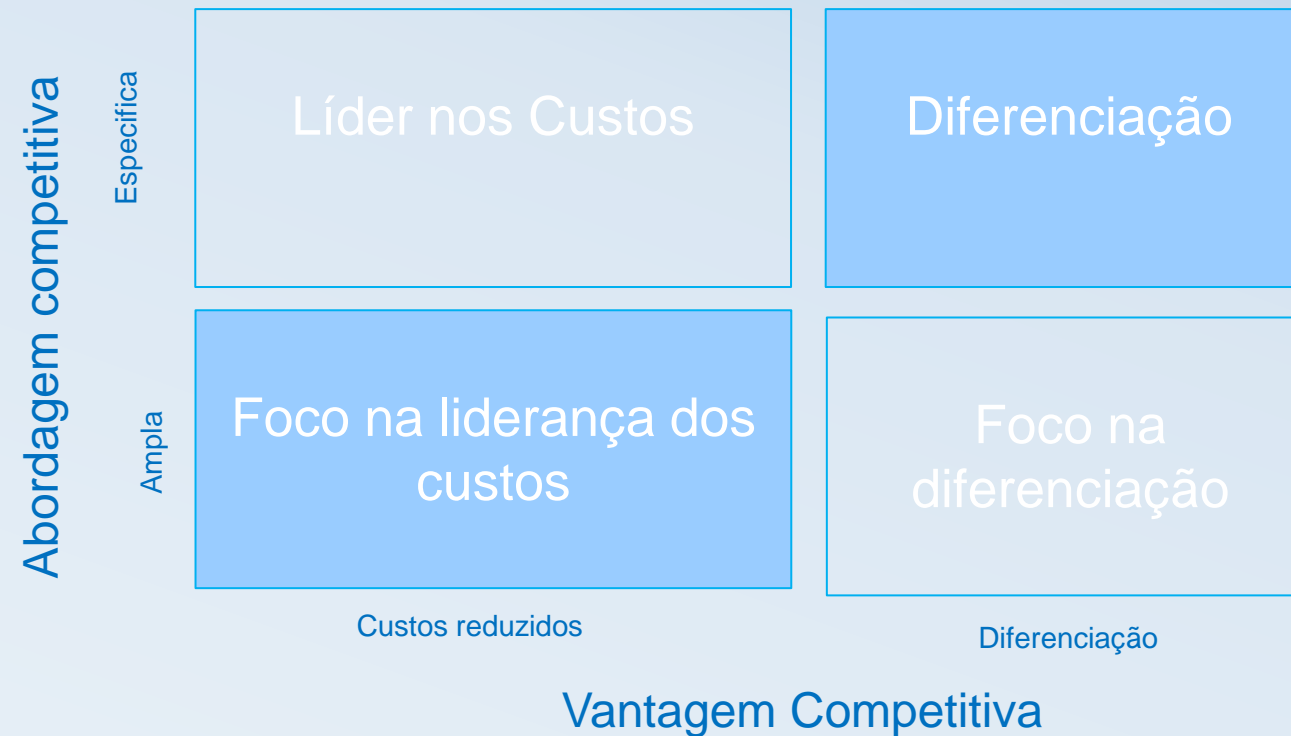 Abordagem competitiva
Especifica
Líder nos Custos
Diferenciação
Ampla
Foco na liderança dos
custos
Foco na
diferenciação
Custos reduzidos
Diferenciação
Vantagem Competitiva